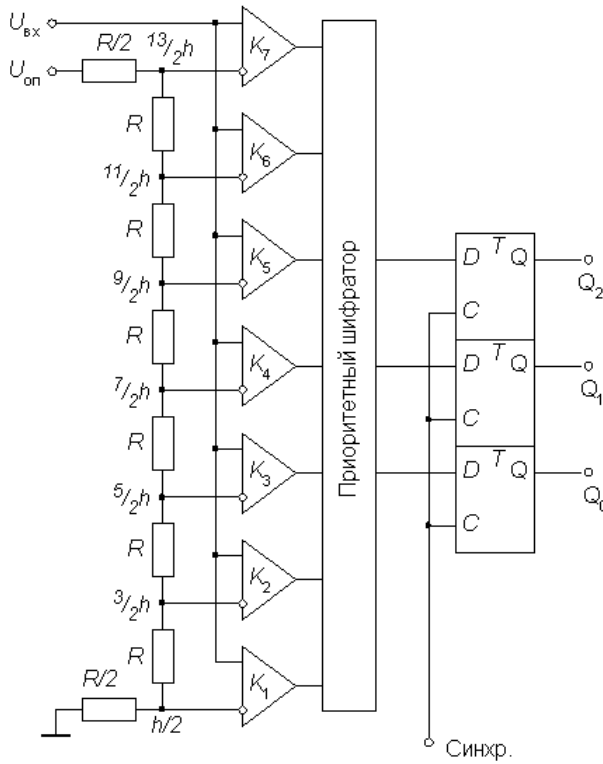 Uвх
R/2
13/2h
K7
Uоп
R
11/2h
K6
R
9/2h
K5
D T Q
Q2
C
R
7/2h
K4
D T Q
Q1
C
R
5/2h
K3
D T Q
Q0
C
R
3/2h
K2
R
R/2
h/2
K1
Приоритетный шифратор
Синхр.